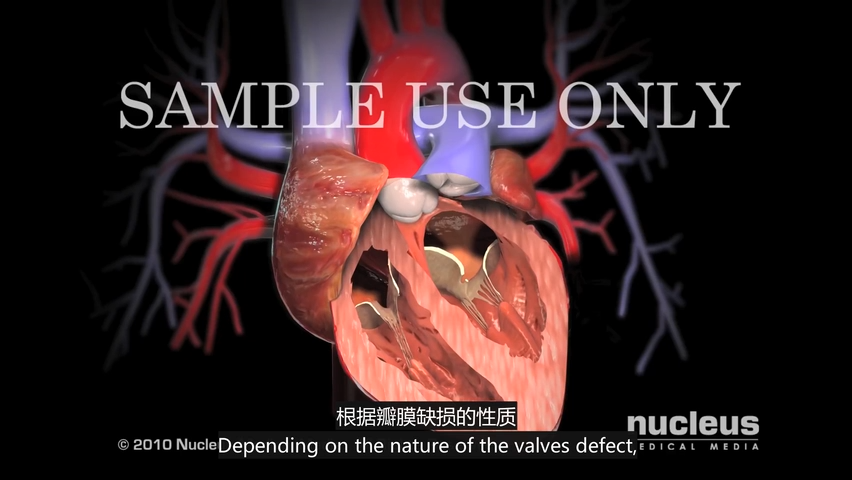 SAMPLE USE ONLY
根据瓣膜缺损的性质
© 2010 Nucle
Depending on the nature of the valves defect,
nucleus
EDICAL MEDIA